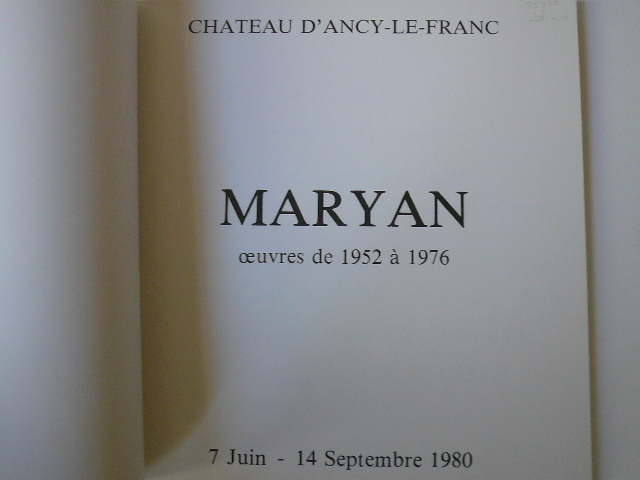 CHATEAU D'ANCY-LE-FRANC
MARYAN
œuvres de 1952 à 1976
7 Juin - 14 Septembre 1980